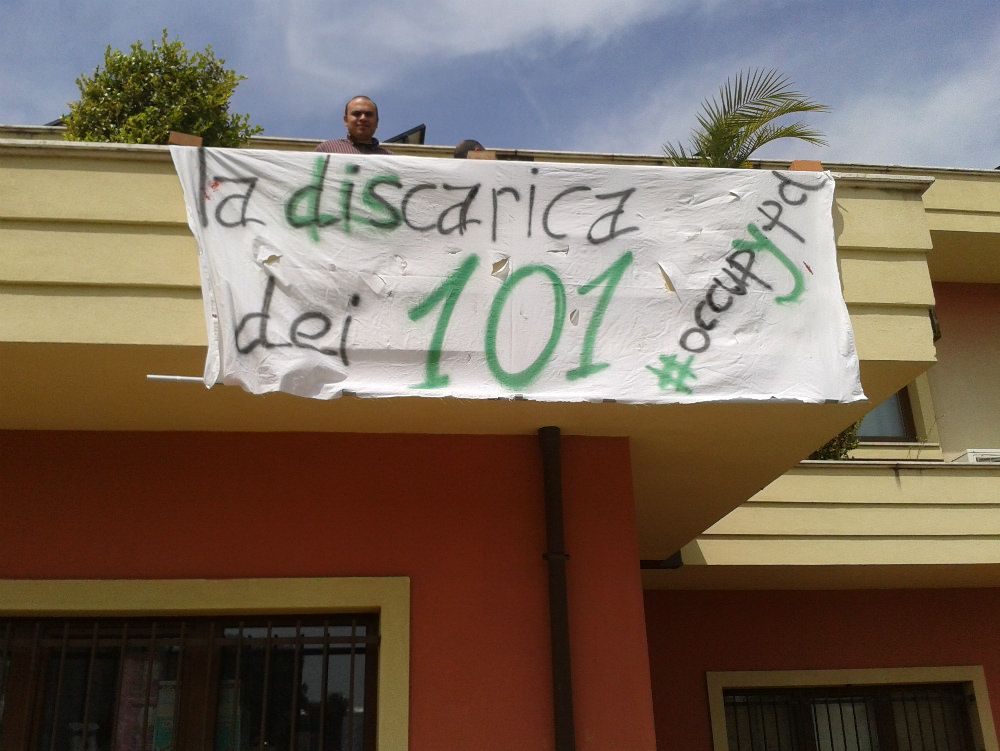 la discarica
dei 101
#occupypd